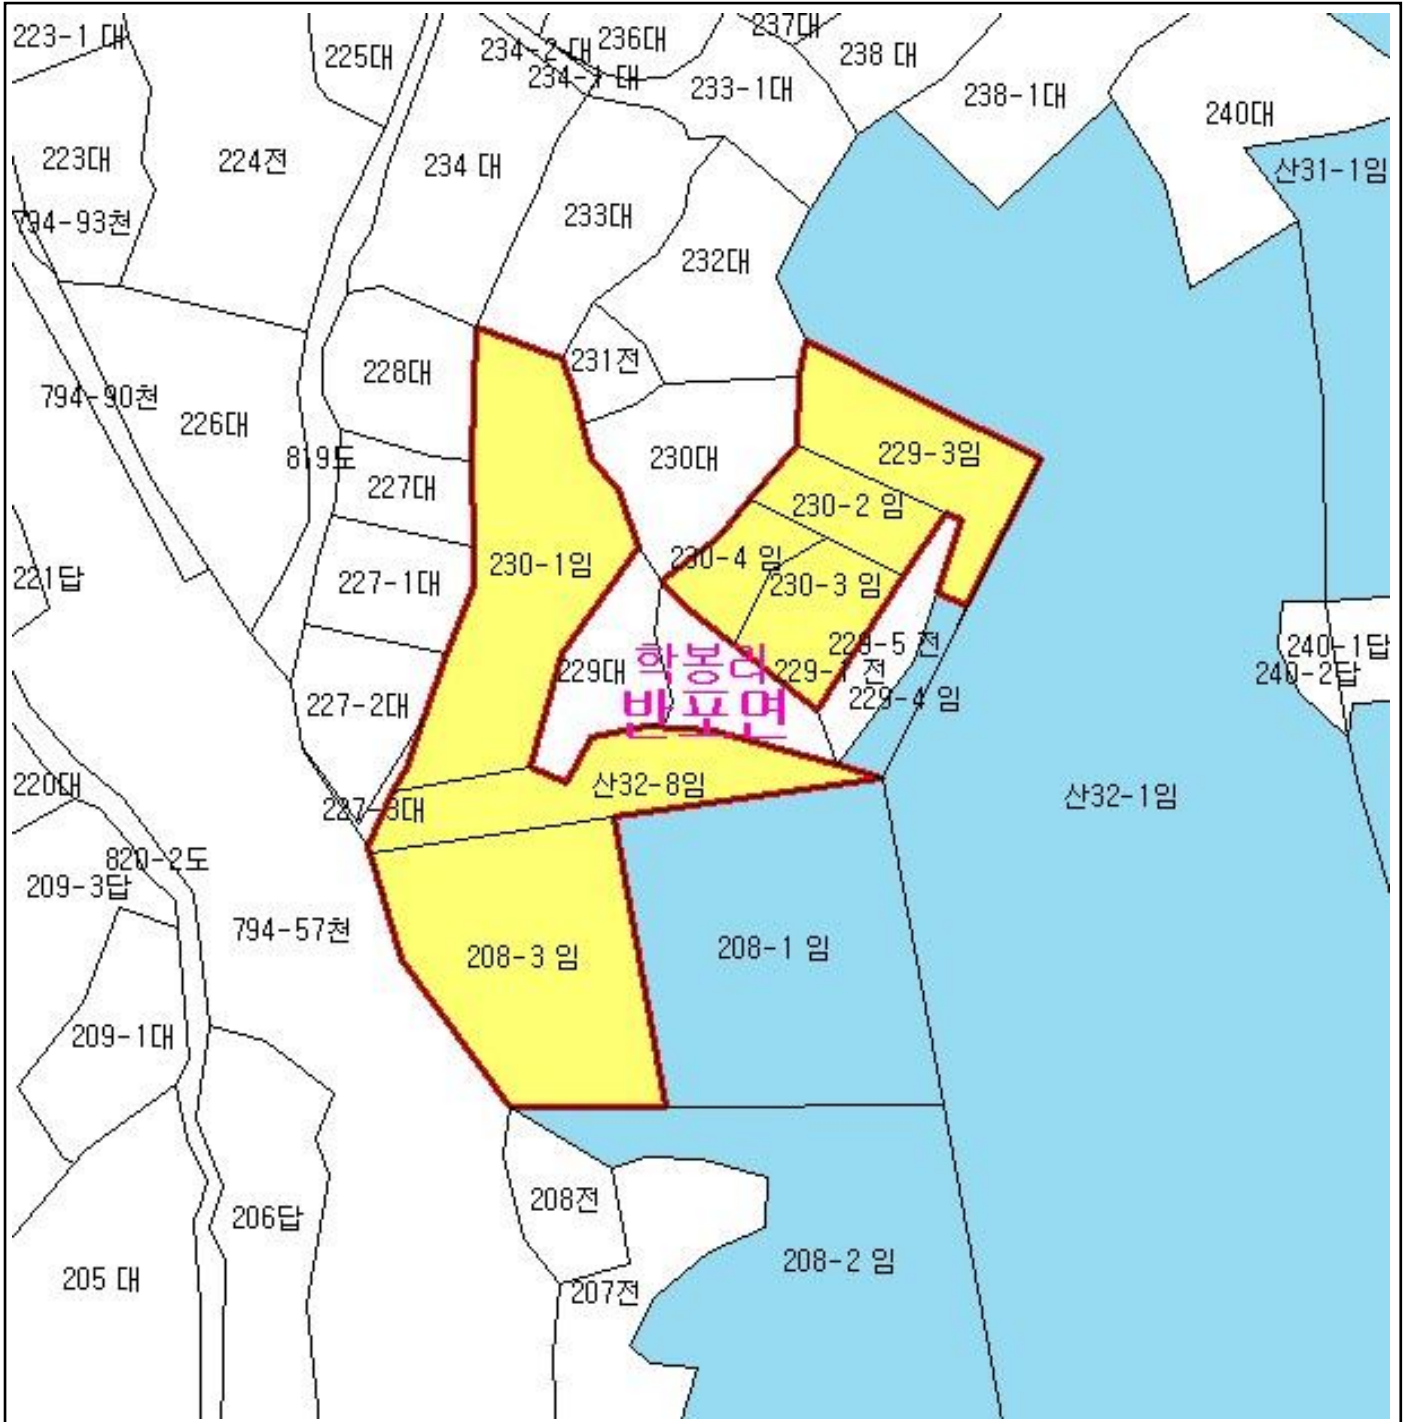 223-1 대
225대
234-2 대
236대
237대
238 대
234-1 대
233-1대
238-1대
240대
223대
224전
234 대
산31-1임
794-93천
233대
232대
231전
228대
794-90천
226대
819도
230대
229-3임
227대
230-2 임
221답
227-1대
230-1임
230-4 임
230-3 임
229-5 전
240-1답
학봉리
229대
229-1 전
240-2답
227-2대
반포면
229-4 임
220대
산32-8임
산32-1임
227-3대
820-2도
209-3답
794-57천
208-3 임
208-1 임
209-1대
208전
206답
205 대
208-2 임
207전